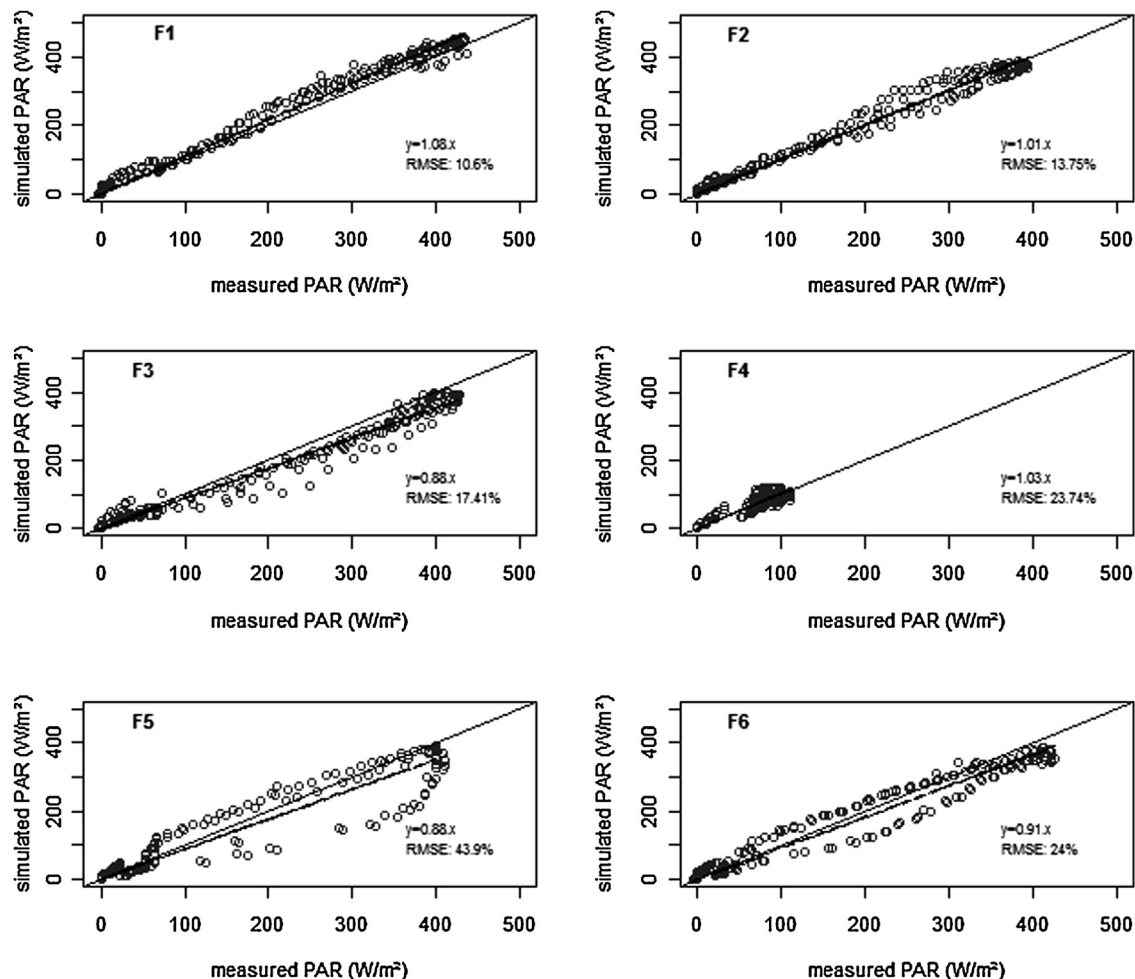 F1
simulated PAR (W/m²)
0 200 400
y=1.08.x
RMSE: 10.6%
0 100 200 300 400 500
measured PAR (W/m²)
F2
simulated PAR (W/m²)
0 200 400
y=1.01.x
RMSE: 13.75%
0 100 200 300 400 500
measured PAR (W/m²)
F3
simulated PAR (W/m²)
0 200 400
y=0.88.x
RMSE: 17.41%
0 100 200 300 400 500
measured PAR (W/m²)
F4
simulated PAR (W/m²)
0 200 400
y=1.03.x
RMSE: 23.74%
0 100 200 300 400 500
measured PAR (W/m²)
F5
simulated PAR (W/m²)
0 200 400
y=0.88.x
RMSE: 43.9%
0 100 200 300 400 500
measured PAR (W/m²)
F6
simulated PAR (W/m²)
0 200 400
y=0.91.x
RMSE: 24%
0 100 200 300 400 500
measured PAR (W/m²)